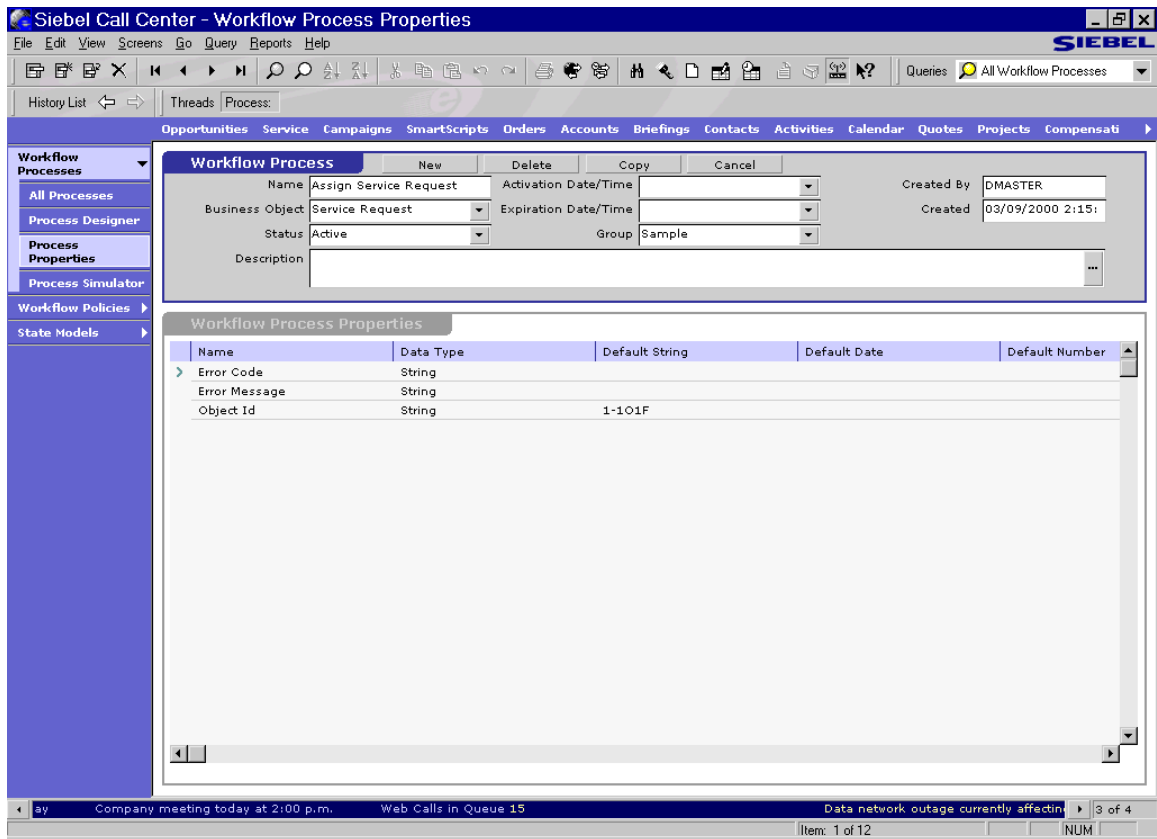 Siebel Call Center - Workflow Process Properties
File Edit View Screens Go Query Reports Help
SIEBEL
Queries All Workflow Processes
History List Threads Process:
Opportunities Service Campaigns SmartScripts Orders Accounts Briefings Contacts Activities Calendar Quotes Projects Compensati
Workflow Processes
All Processes
Process Designer
Process Properties
Process Simulator
Workflow Policies
State Models
Workflow Process New Delete Copy Cancel
Name Assign Service Request Activation Date/Time Created By DMASTER
Business Object Service Request Expiration Date/Time Created 03/09/2000 2:15:
Status Active Group Sample
Description
...
Workflow Process Properties
Name Data Type Default String Default Date Default Number
Error Code String
Error Message String
Object Id String 1-1O1F
ay Company meeting today at 2:00 p.m. Web Calls in Queue 15 Data network outage currently affectin 3 of 4
Item: 1 of 12 NUM